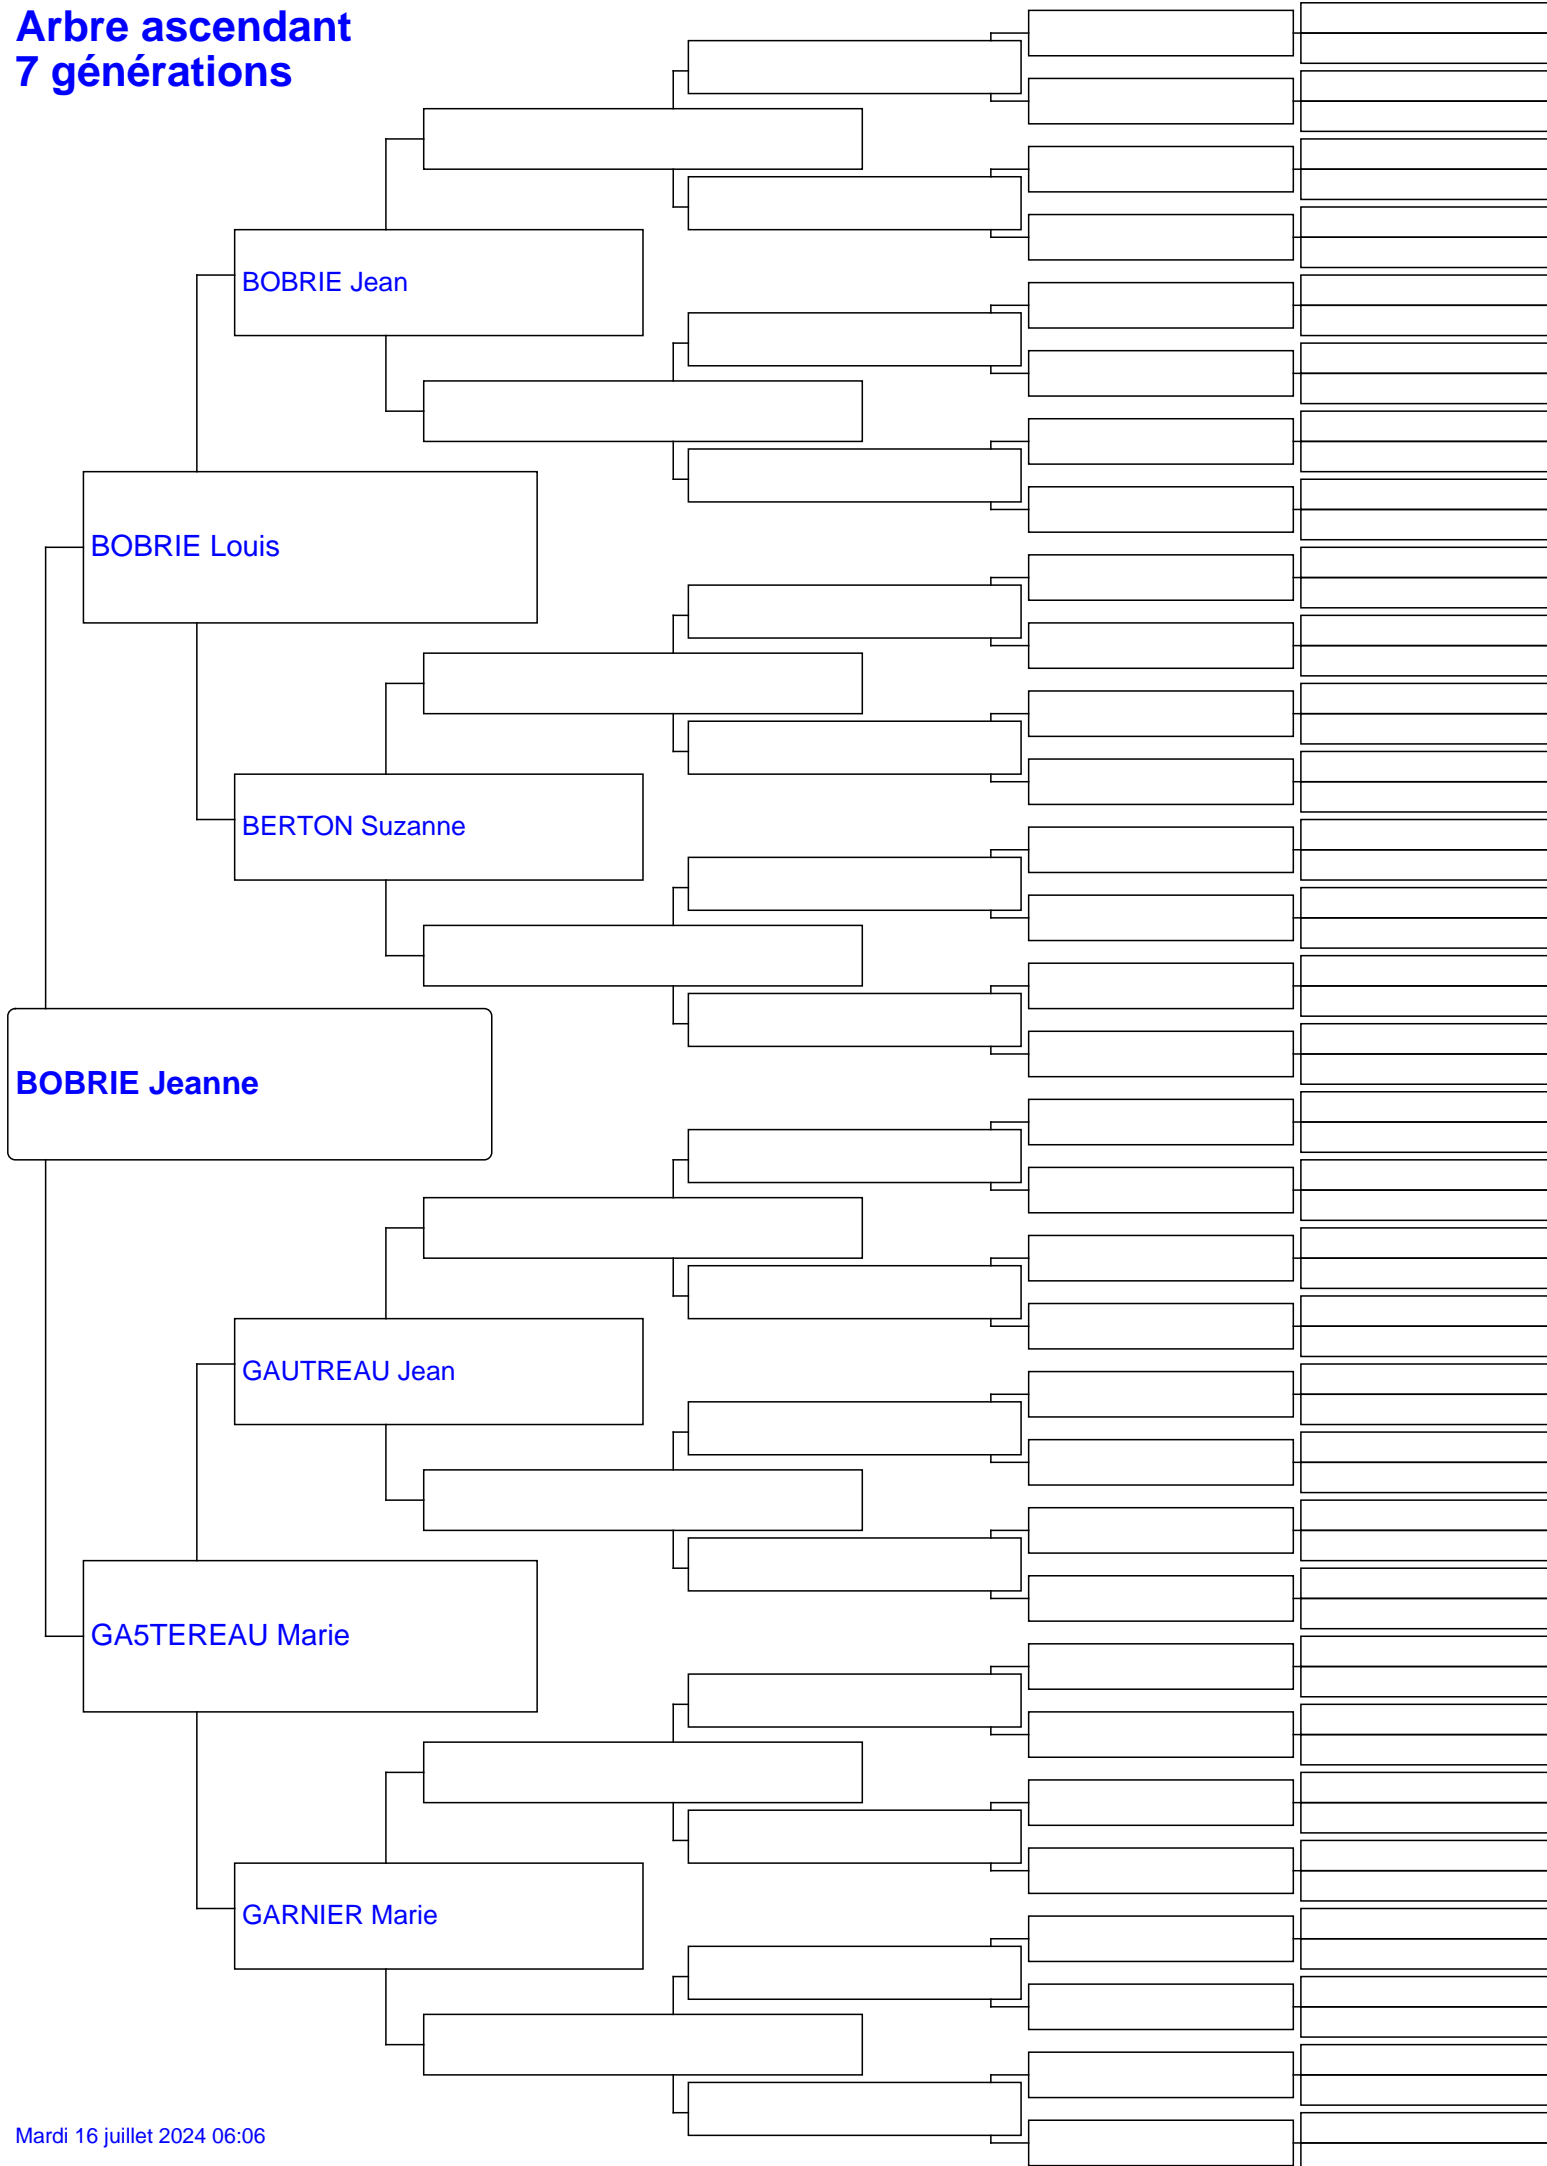 Arbre ascendant
7 générations
BOBRIE Jean
BOBRIE Louis
BERTON Suzanne
BOBRIE Jeanne
GAUTREAU Jean
GA5TEREAU Marie
GARNIER Marie
Mardi 16 juillet 2024 06:06